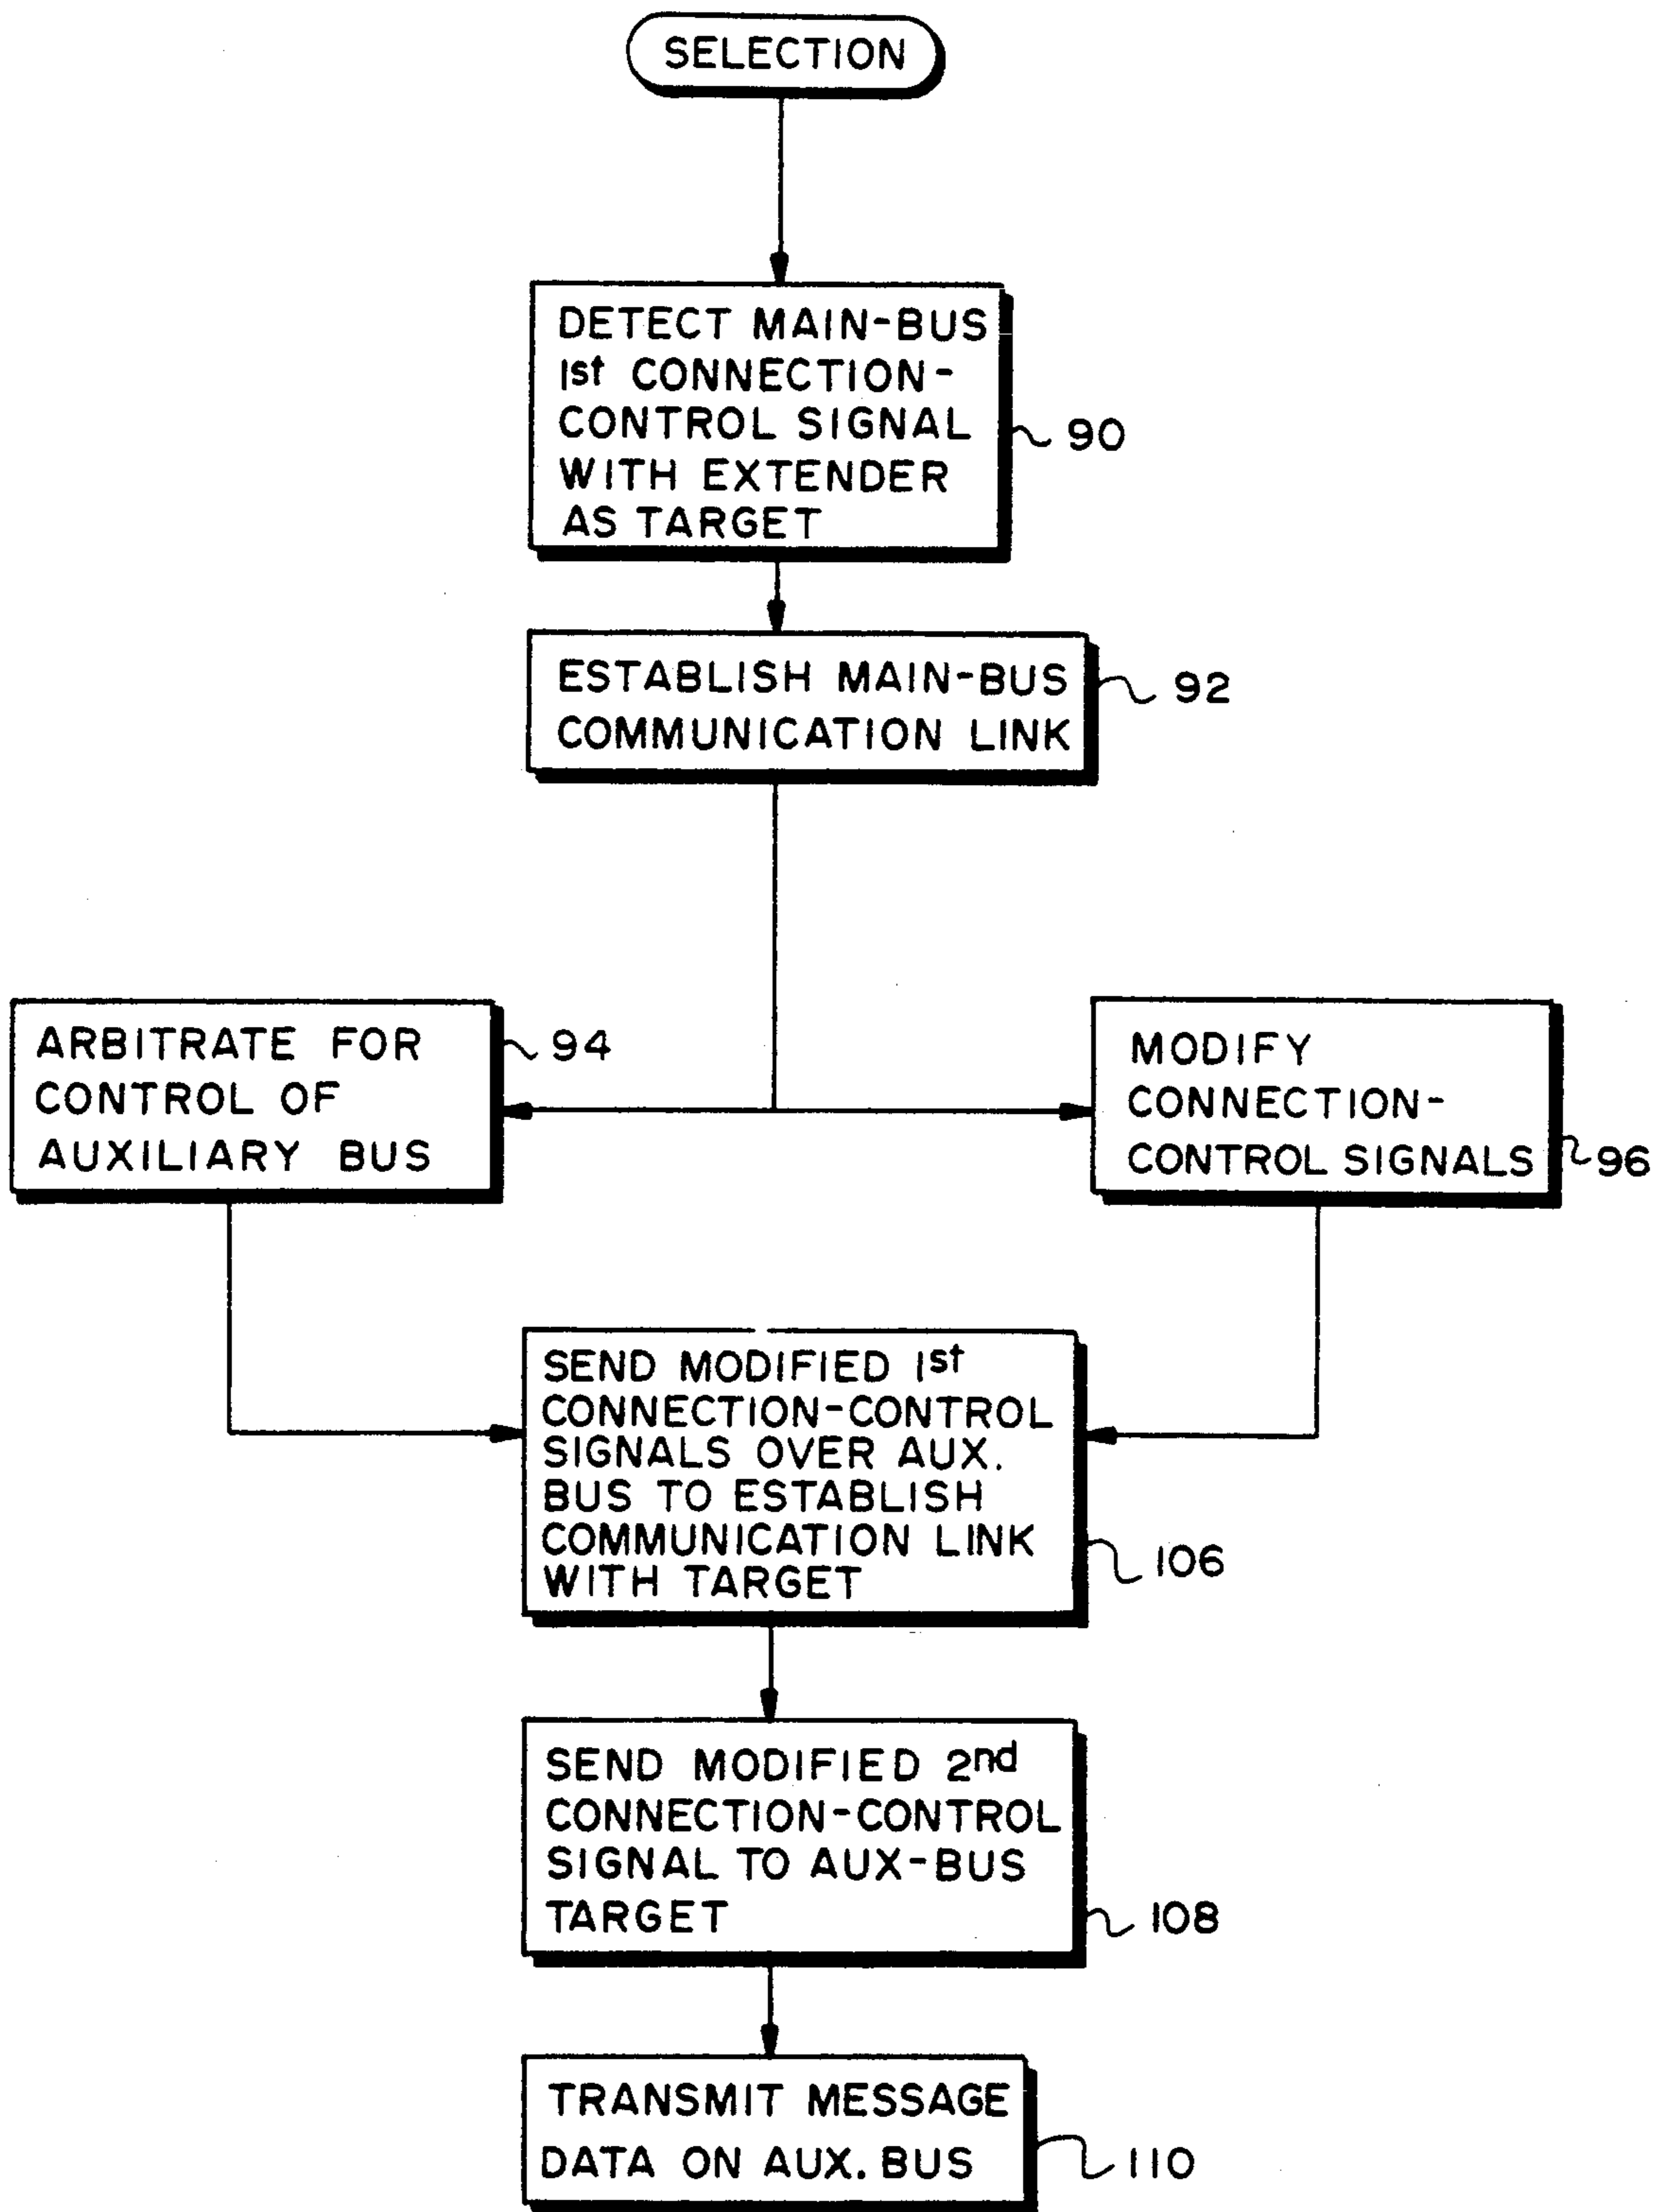 SELECTION
DETECT MAIN-BUS
1st CONNECTION-
CONTROL SIGNAL
WITH EXTENDER
AS TARGET
90
ESTABLISH MAIN-BUS
COMMUNICATION LINK
92
ARBITRATE FOR
CONTROL OF
AUXILIARY BUS
94
MODIFY
CONNECTION-
CONTROL SIGNALS
96
SEND MODIFIED 1st
CONNECTION-CONTROL
SIGNALS OVER AUX.
BUS TO ESTABLISH
COMMUNICATION LINK
WITH TARGET
106
SEND MODIFIED 2nd
CONNECTION-CONTROL
SIGNAL TO AUX-BUS
TARGET
108
TRANSMIT MESSAGE
DATA ON AUX. BUS
110